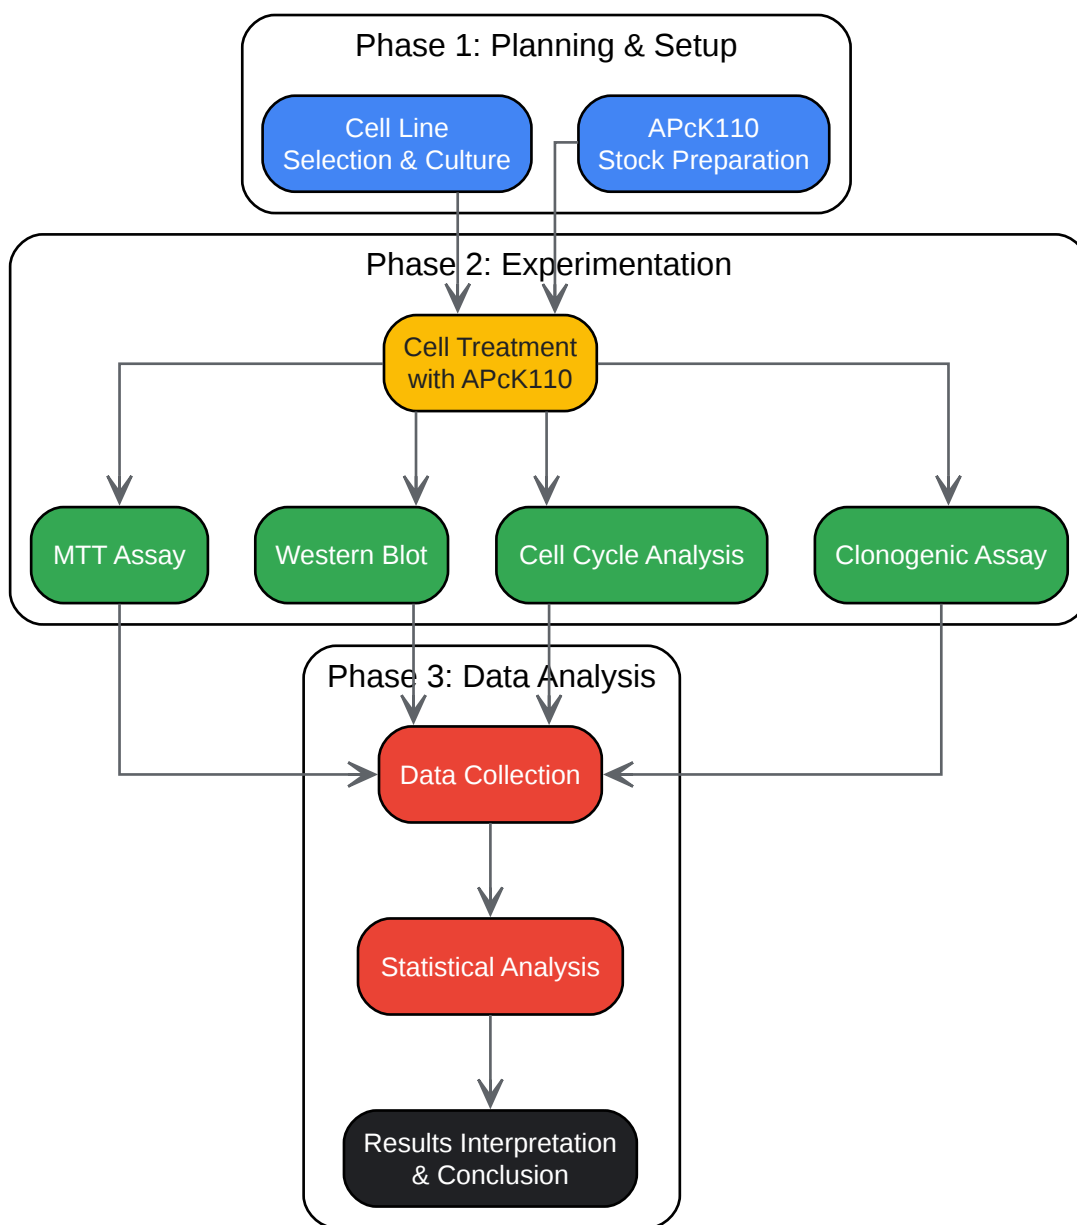 Phase 1: Planning & Setup
Cell Line
Selection & Culture
APcK110
Stock Preparation
Phase 2: Experimentation
Cell Treatment
with APcK110
MTT Assay
Western Blot
Cell Cycle Analysis
Clonogenic Assay
Phase 3: Data Analysis
Data Collection
Statistical Analysis
Results Interpretation
& Conclusion